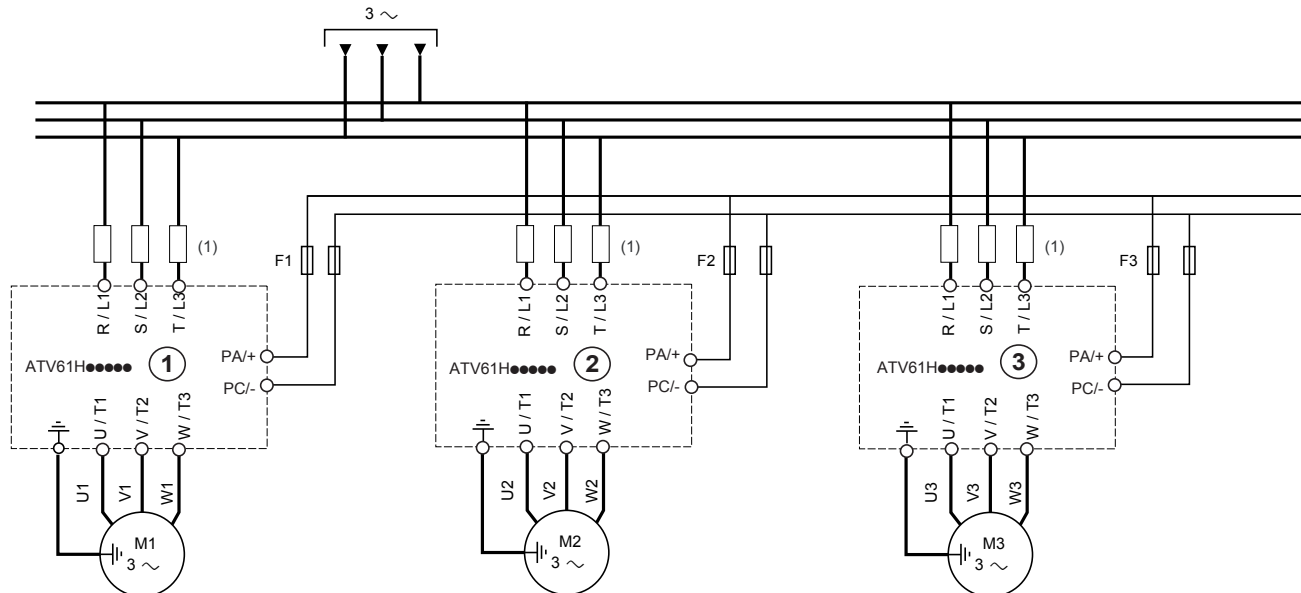 3 ~
(1)
F1
(1)
F2
(1)
F3
R / L1
S / L2
T / L3
R / L1
S / L2
T / L3
R / L1
S / L2
T / L3
ATV61H●●●●●
1
PA/+
PC/-
ATV61H●●●●●
2
PA/+
PC/-
ATV61H●●●●●
3
PA/+
PC/-
U / T1
V / T2
W / T3
U / T1
V / T2
W / T3
U / T1
V / T2
W / T3
U1
V1
W1
U2
V2
W2
U3
V3
W3
M1
3 ~
M2
3 ~
M3
3 ~